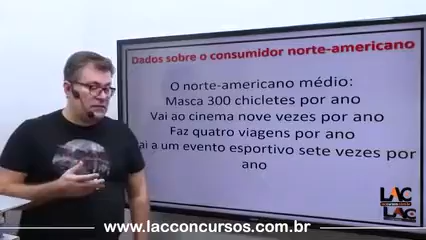 Dados sobre o consumidor norte-americano
O norte-americano médio:
Masca 300 chicletes por ano
Vai ao cinema nove vezes por ano
Faz quatro viagens por ano
ai a um evento esportivo sete vezes por
ano
LAC
LAC
www.lacconcursos.com.br